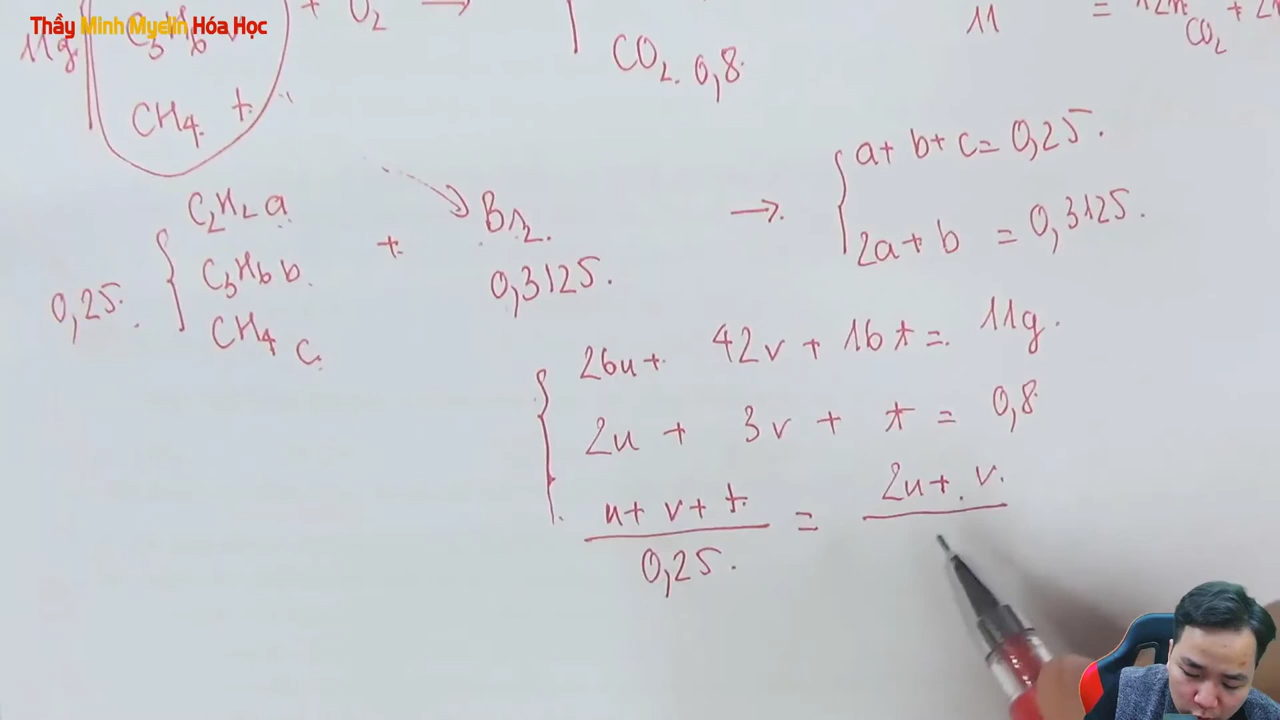 Thầy Minh Myelin Hóa Học
11g C₃H₆ v + O₂ →
CH₄ t
CO₂ 0,8
11 = 12n CO₂ + 2n
0,25 { C₂H₂ a + Br₂ → { a + b + c = 0,25
C₃H₆ b 0,3125 2a + b = 0,3125
CH₄ c
{ 26u + 42v + 16t = 11g
2u + 3v + t = 0,8
u + v + t = 2u + v
0,25